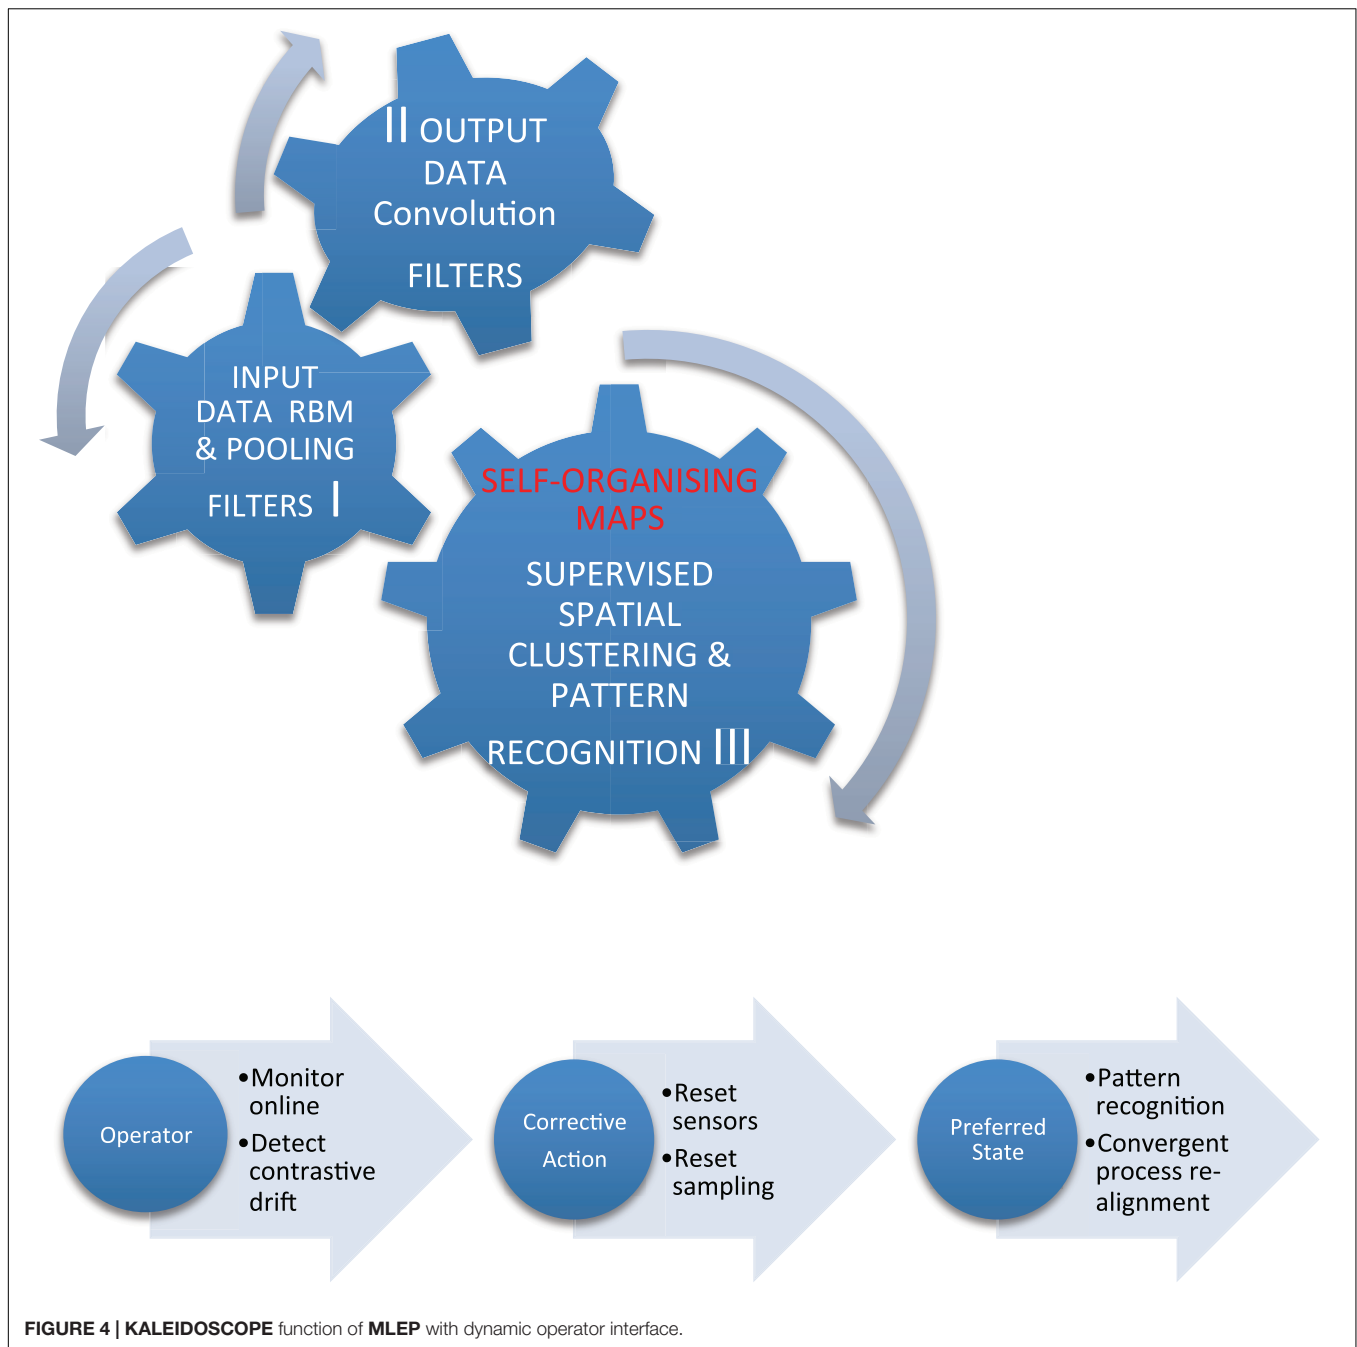 II OUTPUT
DATA
Convolution
FILTERS
INPUT
DATA RBM
& POOLING
FILTERS I
SELF-ORGANISING
MAPS
SUPERVISED
SPATIAL
CLUSTERING &
PATTERN
RECOGNITION III
Operator
•Monitor
online
•Detect
contrastive
drift
Corrective
Action
•Reset
sensors
•Reset
sampling
Preferred
State
•Pattern
recognition
•Convergent
process re-
alignment
FIGURE 4 | KALEIDOSCOPE function of MLEP with dynamic operator interface.